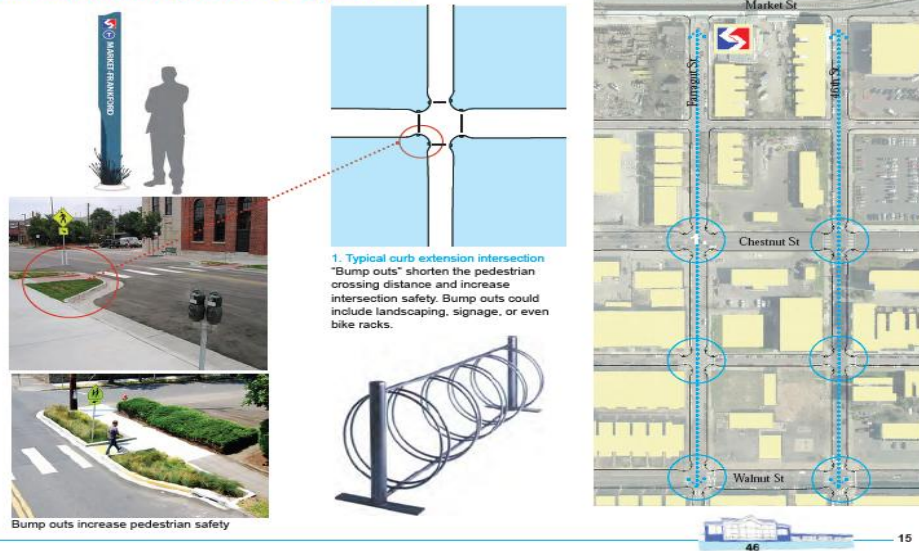 MARKET-FRANKFORD
1. Typical curb extension intersection
"Bump outs" shorten the pedestrian
crossing distance and increase
intersection safety. Bump outs could
include landscaping, signage, or even
bike racks.
Bump outs increase pedestrian safety
Market St
Farragut St
46th St
Chestnut St
Walnut St
46
15